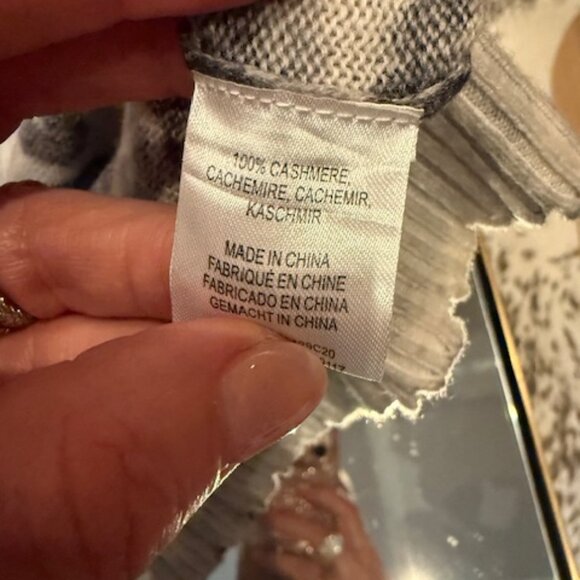 100% CASHMERE,
CACHEMIRE, CACHEMIR,
KASCHMIR
MADE IN CHINA
FABRIQUÉ EN CHINE
FABRICADO EN CHINA
GEMACHT IN CHINA